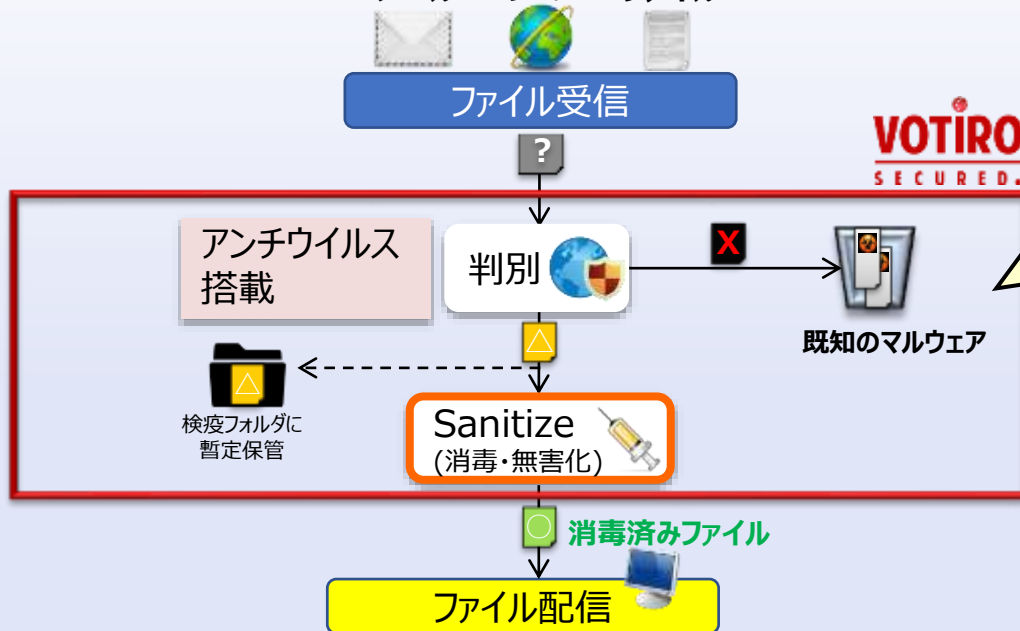 ファイル受信
?
VOTIRO
SECURED.
アンチウイルス
搭載
判別
X
既知のマルウェア
△
△
検疫フォルダに
暫定保管
Sanitize
(消毒・無害化)
○
消毒済みファイル
ファイル配信